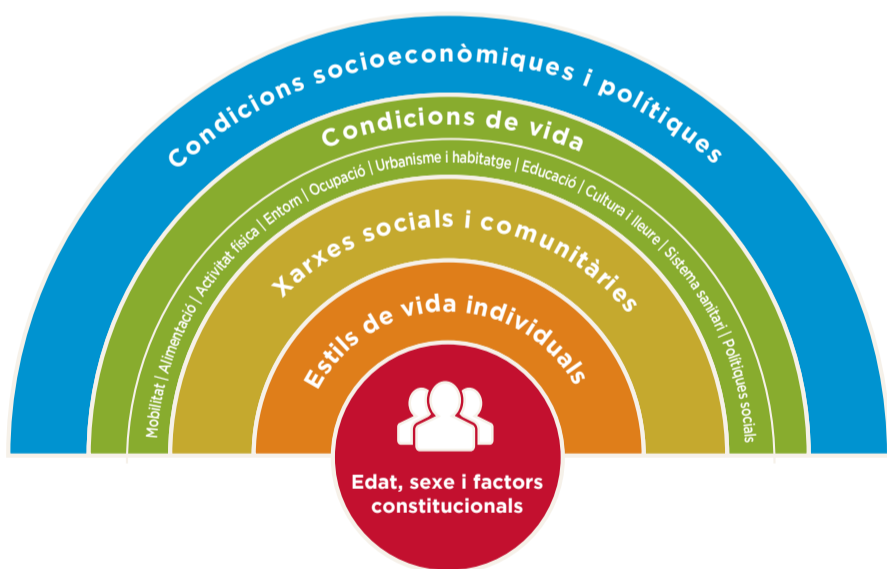 Condicions socioeconòmiques i polítiques
Condicions de vida
Mobilitat | Alimentació | Activitat física | Entorn | Ocupació | Urbanisme i habitatge | Educació | Cultura i lleure | Sistema sanitari | Polítiques socials
Xarxes socials i comunitàries
Estils de vida individuals
Edat, sexe i factors
constitucionals